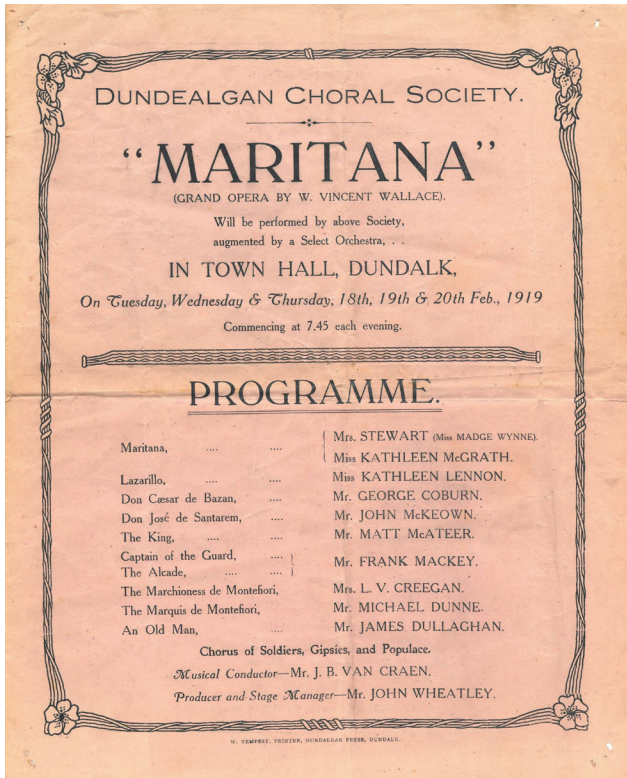 DUNDEALGAN CHORAL SOCIETY.
"MARITANA"
(GRAND OPERA BY W. VINCENT WALLACE).
Will be performed by above Society,
augmented by a Select Orchestra, . .
IN TOWN HALL, DUNDALK,
On Tuesday, Wednesday & Thursday, 18th, 19th & 20th Feb., 1919
Commencing at 7.45 each evening.
PROGRAMME.
Maritana, .... .... { Mrs. STEWART (Miss MADGE WYNNE).
Miss KATHLEEN McGRATH.
Lazarillo, .... .... Miss KATHLEEN LENNON.
Don Cæsar de Bazan, .... Mr. GEORGE COBURN.
Don José de Santarem, .... Mr. JOHN McKEOWN.
The King, .... .... Mr. MATT McATEER.
Captain of the Guard, .... }
The Alcade, .... .... } Mr. FRANK MACKEY.
The Marchioness de Montefiori, Mrs. L. V. CREEGAN.
The Marquis de Montefiori, Mr. MICHAEL DUNNE.
An Old Man, .... Mr. JAMES DULLAGHAN.
Chorus of Soldiers, Gipsies, and Populace.
Musical Conductor—Mr. J. B. VAN CRAEN.
Producer and Stage Manager—Mr. JOHN WHEATLEY.
W. TEMPEST, PRINTER, DUNDALGAN PRESS, DUNDALK.